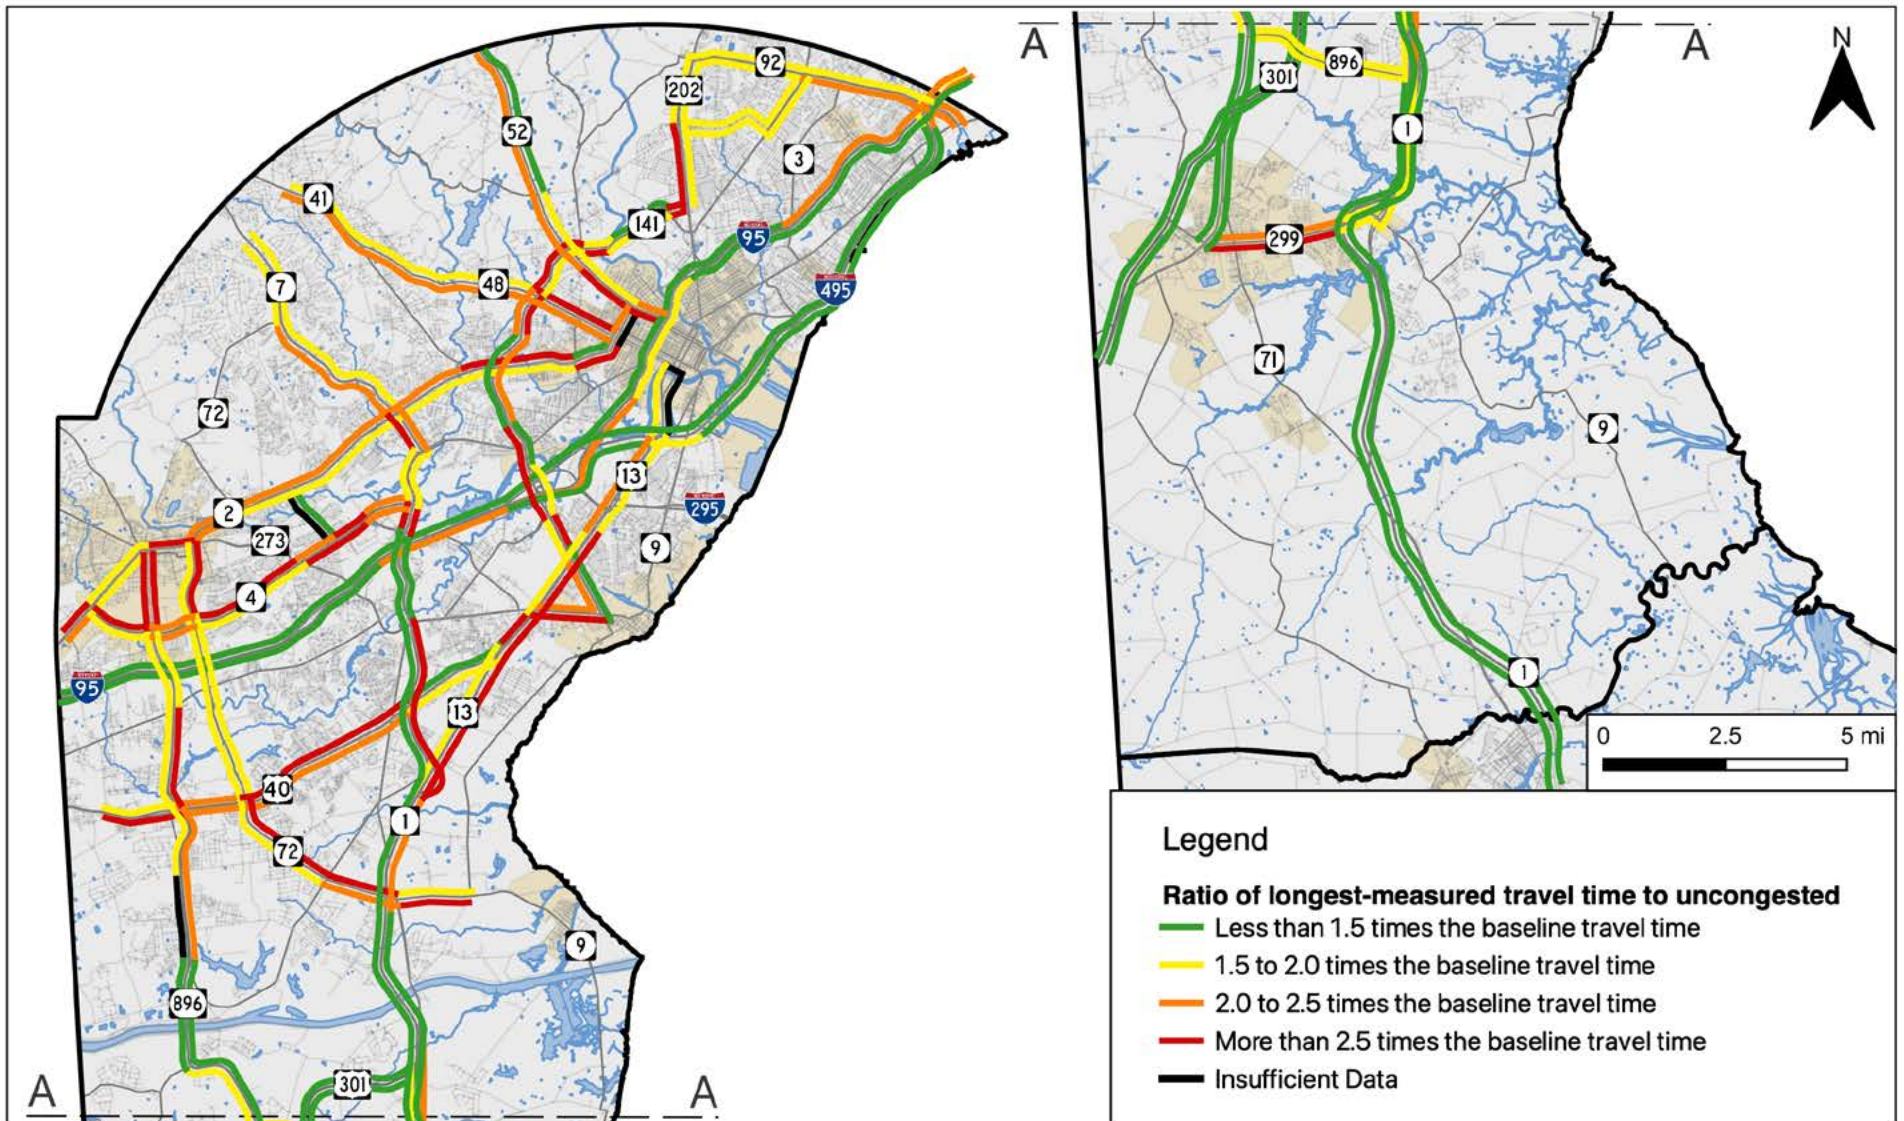 92
202
52
3
41
141
95
7
48
495
72
13
2
295
273
9
4
95
13
40
1
72
9
896
301
A
A
A
A
N
896
301
1
299
71
9
1
0 2.5 5 mi
Legend
Ratio of longest-measured travel time to uncongested
Less than 1.5 times the baseline travel time
1.5 to 2.0 times the baseline travel time
2.0 to 2.5 times the baseline travel time
More than 2.5 times the baseline travel time
Insufficient Data